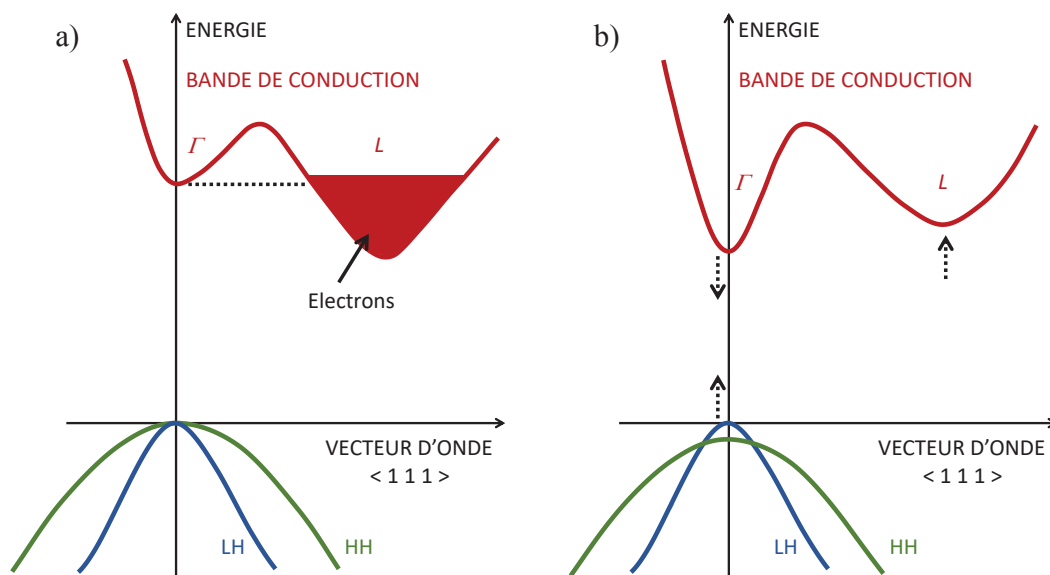 a)
ENERGIE
BANDE DE CONDUCTION
Γ
L
Electrons
VECTEUR D'ONDE
< 1 1 1 >
LH
HH
b)
ENERGIE
BANDE DE CONDUCTION
Γ
L
VECTEUR D'ONDE
< 1 1 1 >
LH
HH